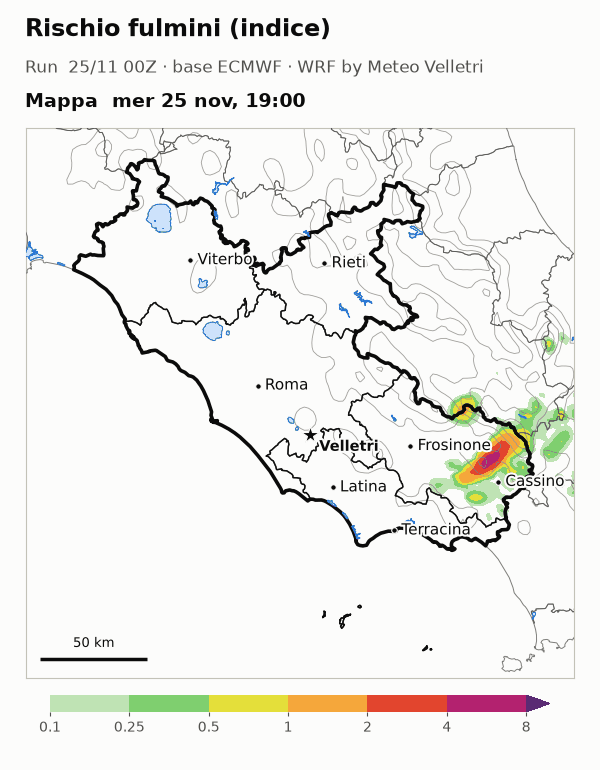 Rischio fulmini (indice)
Run  25/11 00Z · base ECMWF · WRF by Meteo Velletri
Mappa  mer 25 nov, 19:00
Viterbo
Rieti
Roma
Velletri
Frosinone
Cassino
Latina
Terracina
50 km
0.1 0.25 0.5 1 2 4 8